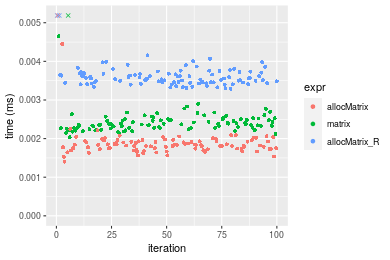 0.005
0.004
0.003
0.002
0.001
0.000
time (ms)
0
25
50
75
100
iteration
expr
allocMatrix
matrix
allocMatrix_R